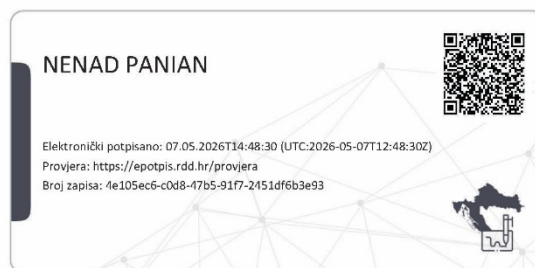 NENAD PANIAN
Elektronički potpisano: 07.05.2026T14:48:30 (UTC:2026-05-07T12:48:30Z)
Provjera: https://epotpis.rdd.hr/provjera
Broj zapisa: 4e105ec6-c0d8-47b5-91f7-2451df6b3e93